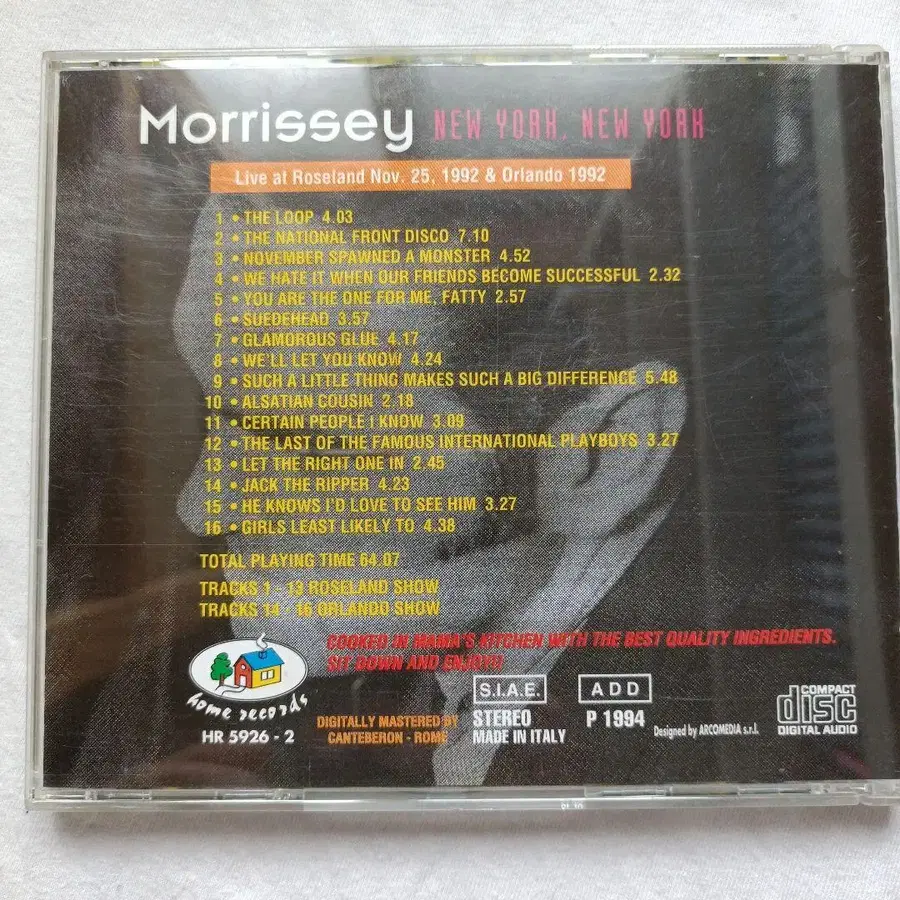 Morrissey NEW YORK, NEW YORK
Live at Roseland Nov. 25, 1992 & Orlando 1992
1 • THE LOOP 4.03
2 • THE NATIONAL FRONT DISCO 7.10
3 • NOVEMBER SPAWNED A MONSTER 4.52
4 • WE HATE IT WHEN OUR FRIENDS BECOME SUCCESSFUL 2.32
5 • YOU ARE THE ONE FOR ME, FATTY 2.57
6 • SUEDEHEAD 3.57
7 • GLAMOROUS GLUE 4.17
8 • WE'LL LET YOU KNOW 4.24
9 • SUCH A LITTLE THING MAKES SUCH A BIG DIFFERENCE 5.48
10 • ALSATIAN COUSIN 2.18
11 • CERTAIN PEOPLE I KNOW 3.09
12 • THE LAST OF THE FAMOUS INTERNATIONAL PLAYBOYS 3.27
13 • LET THE RIGHT ONE IN 2.45
14 • JACK THE RIPPER 4.23
15 • HE KNOWS I'D LOVE TO SEE HIM 3.27
16 • GIRLS LEAST LIKELY TO 4.38
TOTAL PLAYING TIME 64.07
TRACKS 1 - 13 ROSELAND SHOW
TRACKS 14 - 16 ORLANDO SHOW
COOKED IN MAMA'S KITCHEN WITH THE BEST QUALITY INGREDIENTS.
SIT DOWN AND ENJOY!!
home records
HR 5926 - 2
DIGITALLY MASTERED BY
CANTEBERON - ROME
S.I.A.E.
STEREO
MADE IN ITALY
ADD
P 1994
Designed by ARCOMEDIA s.r.l.
COMPACT
disc
DIGITAL AUDIO